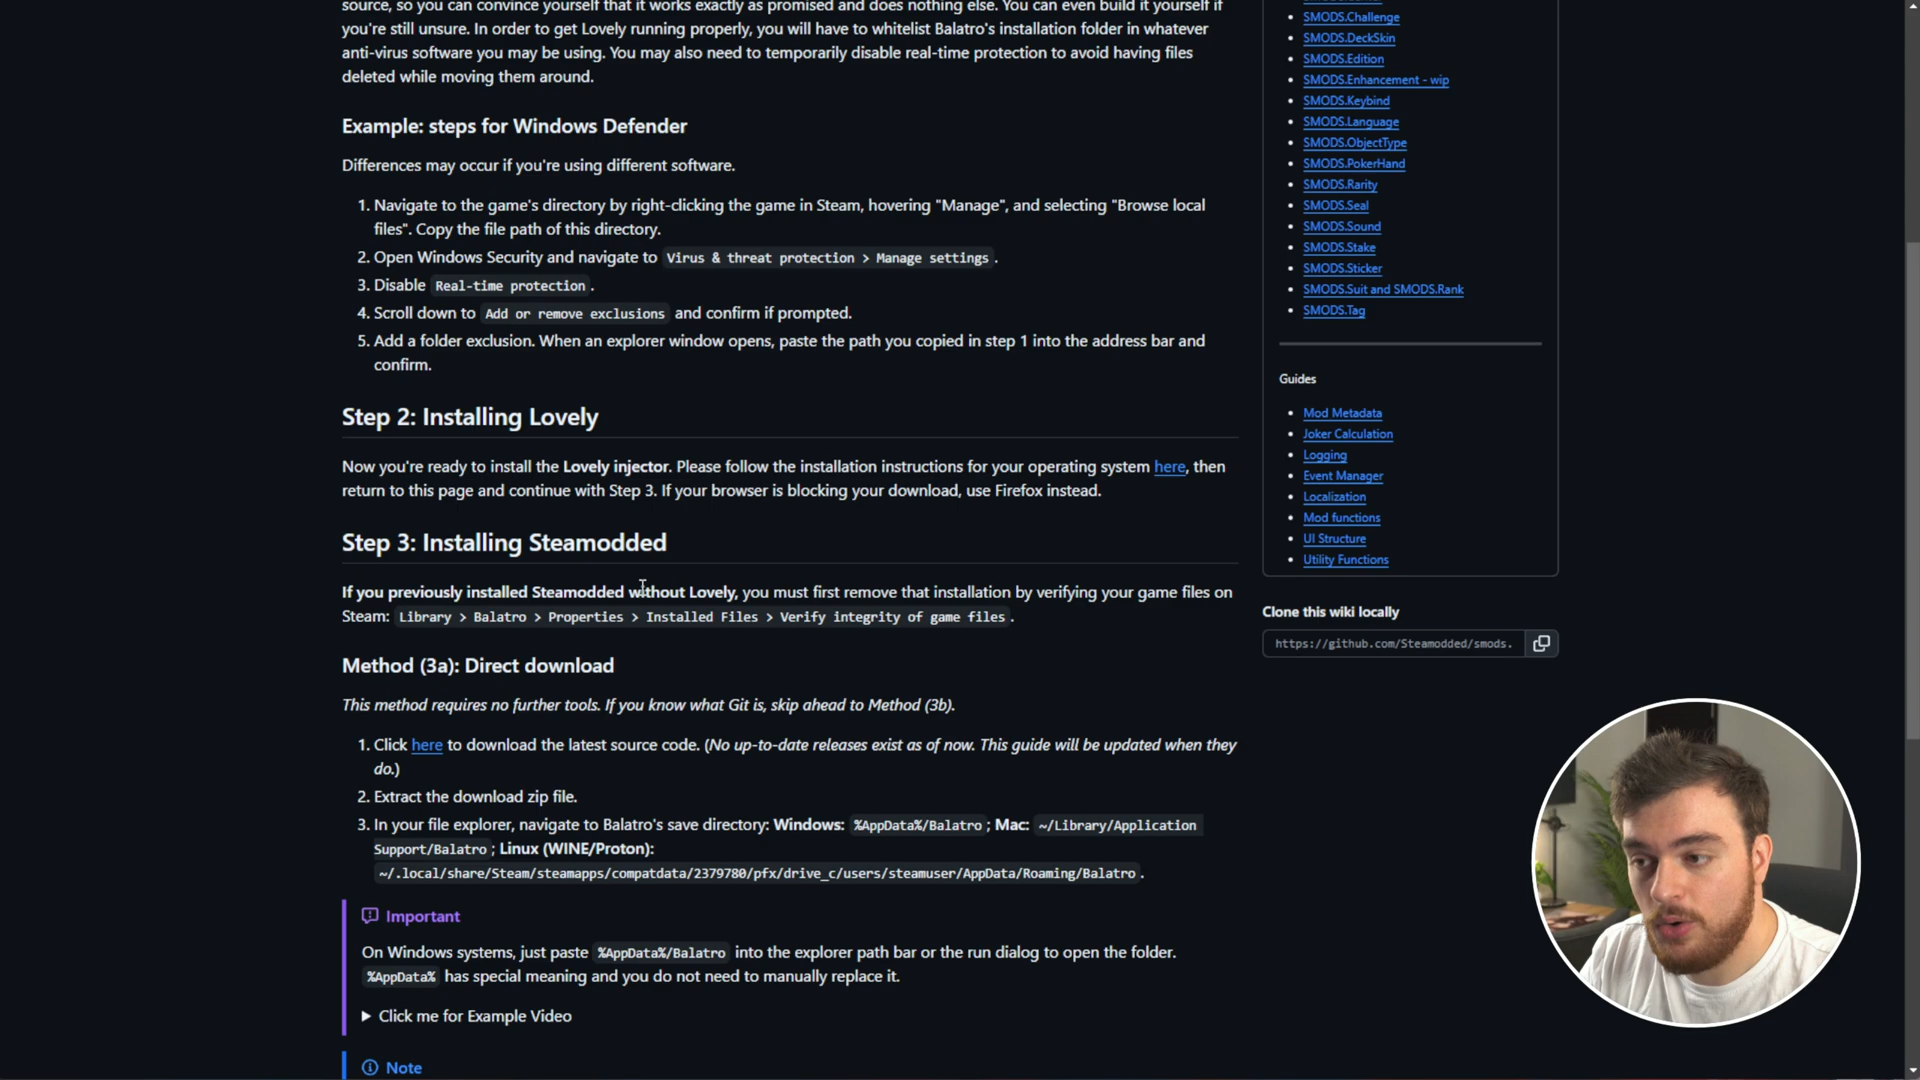 source, so you can convince yourself that it works exactly as promised and does nothing else. You can even build it yourself if
you're still unsure. In order to get Lovely running properly, you will have to whitelist Balatro's installation folder in whatever
anti-virus software you may be using. You may also need to temporarily disable real-time protection to avoid having files
deleted while moving them around.
Example: steps for Windows Defender
Differences may occur if you're using different software.
1. Navigate to the game's directory by right-clicking the game in Steam, hovering "Manage", and selecting "Browse local
files". Copy the file path of this directory.
2. Open Windows Security and navigate to Virus & threat protection > Manage settings .
3. Disable Real-time protection .
4. Scroll down to Add or remove exclusions and confirm if prompted.
5. Add a folder exclusion. When an explorer window opens, paste the path you copied in step 1 into the address bar and
confirm.
Step 2: Installing Lovely
Now you're ready to install the Lovely injector. Please follow the installation instructions for your operating system here, then
return to this page and continue with Step 3. If your browser is blocking your download, use Firefox instead.
Step 3: Installing Steamodded
If you previously installed Steamodded without Lovely, you must first remove that installation by verifying your game files on
Steam: Library > Balatro > Properties > Installed Files > Verify integrity of game files .
Method (3a): Direct download
This method requires no further tools. If you know what Git is, skip ahead to Method (3b).
1. Click here to download the latest source code. (No up-to-date releases exist as of now. This guide will be updated when they
do.)
2. Extract the download zip file.
3. In your file explorer, navigate to Balatro's save directory: Windows: %AppData%/Balatro ; Mac: ~/Library/Application
Support/Balatro ; Linux (WINE/Proton):
~/.local/share/Steam/steamapps/compatdata/2379780/pfx/drive_c/users/steamuser/AppData/Roaming/Balatro .
Important
On Windows systems, just paste %AppData%/Balatro into the explorer path bar or the run dialog to open the folder.
%AppData% has special meaning and you do not need to manually replace it.
Click me for Example Video
Note
SMODS.Challenge
SMODS.DeckSkin
SMODS.Edition
SMODS.Enhancement - wip
SMODS.Keybind
SMODS.Language
SMODS.ObjectType
SMODS.PokerHand
SMODS.Rarity
SMODS.Seal
SMODS.Sound
SMODS.Stake
SMODS.Sticker
SMODS.Suit and SMODS.Rank
SMODS.Tag
Guides
Mod Metadata
Joker Calculation
Logging
Event Manager
Localization
Mod functions
UI Structure
Utility Functions
Clone this wiki locally
https://github.com/Steamodded/smods.